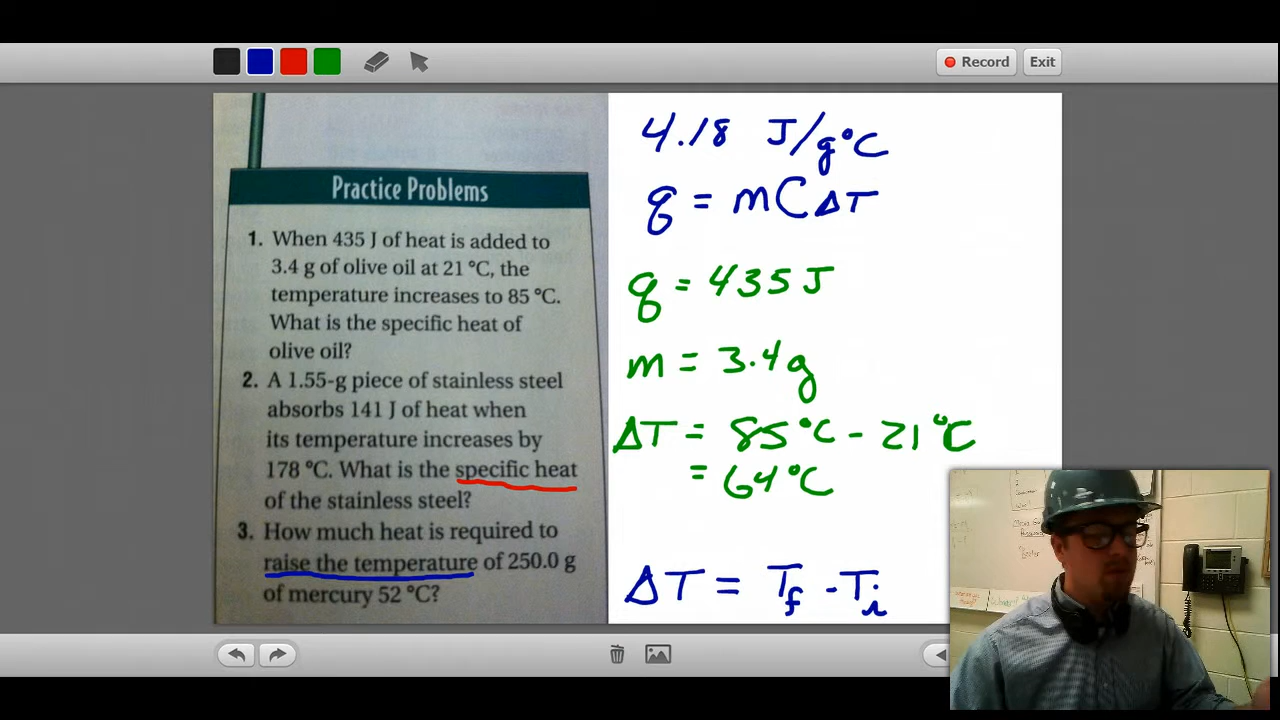 Record Exit
Practice Problems
1. When 435 J of heat is added to
3.4 g of olive oil at 21 °C, the
temperature increases to 85 °C.
What is the specific heat of
olive oil?
2. A 1.55-g piece of stainless steel
absorbs 141 J of heat when
its temperature increases by
178 °C. What is the specific heat
of the stainless steel?
3. How much heat is required to
raise the temperature of 250.0 g
of mercury 52 °C?
4.18 J/g°C
q = mCΔT
q = 435 J
m = 3.4g
ΔT = 85°C - 21°C
= 64°C
ΔT = Tf - Ti